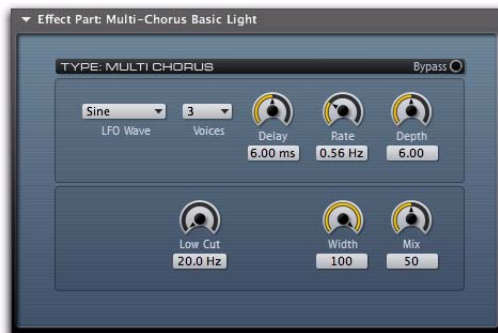 Effect Part: Multi-Chorus Basic Light
TYPE: MULTI CHORUS Bypass
Sine 3
LFO Wave Voices Delay Rate Depth
6.00 ms 0.56 Hz 6.00
Low Cut Width Mix
20.0 Hz 100 50